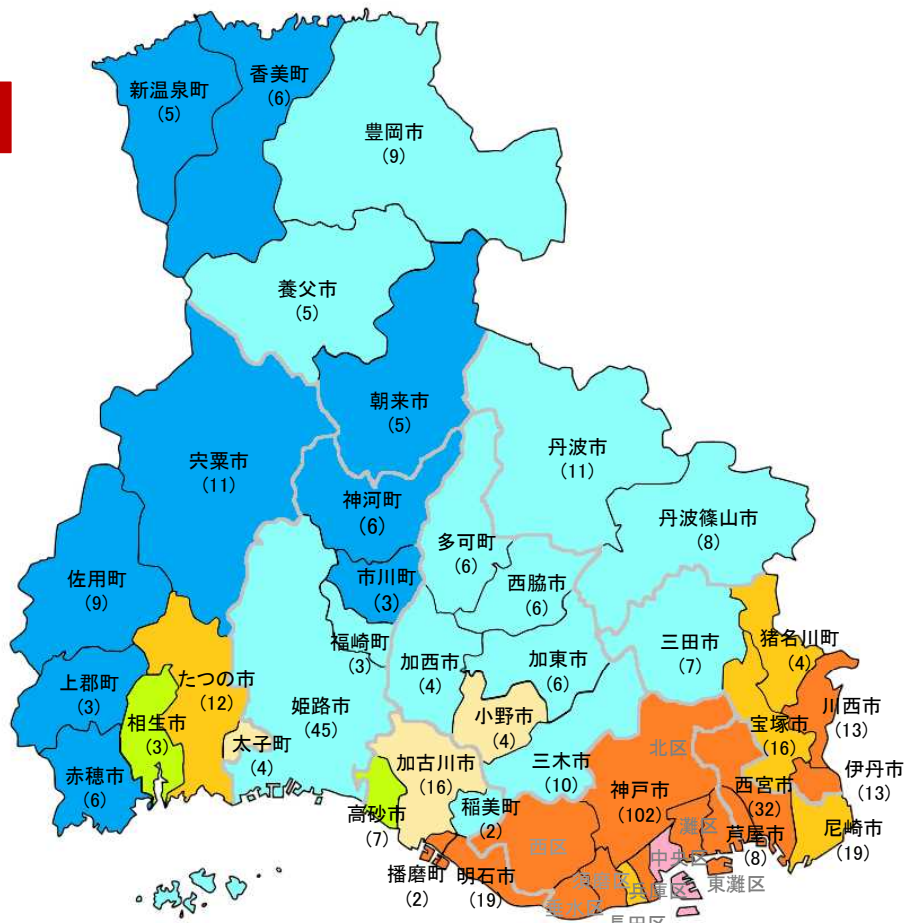 新温泉町
(5)
香美町
(6)
豊岡市
(9)
養父市
(5)
朝来市
(5)
宍粟市
(11)
丹波市
(11)
神河町
(6)
丹波篠山市
(8)
多可町
(6)
佐用町
(9)
市川町
(3)
西脇市
(6)
福崎町
(3)
加西市
(4)
加東市
(6)
三田市
(7)
猪名川町
(4)
上郡町
(3)
たつの市
(12)
相生市
(3)
姫路市
(45)
小野市
(4)
川西市
(13)
太子町
(4)
赤穂市
(6)
加古川市
(16)
三木市
(10)
北区
宝塚市
(16)
神戸市
(102)
西宮市
(32)
伊丹市
(13)
稲美町
(2)
高砂市
(7)
灘区
芦屋市
(8)
尼崎市
(19)
西区
中央区
播磨町
(2)
明石市
(19)
須磨区
兵庫区
東灘区
垂水区
長田区